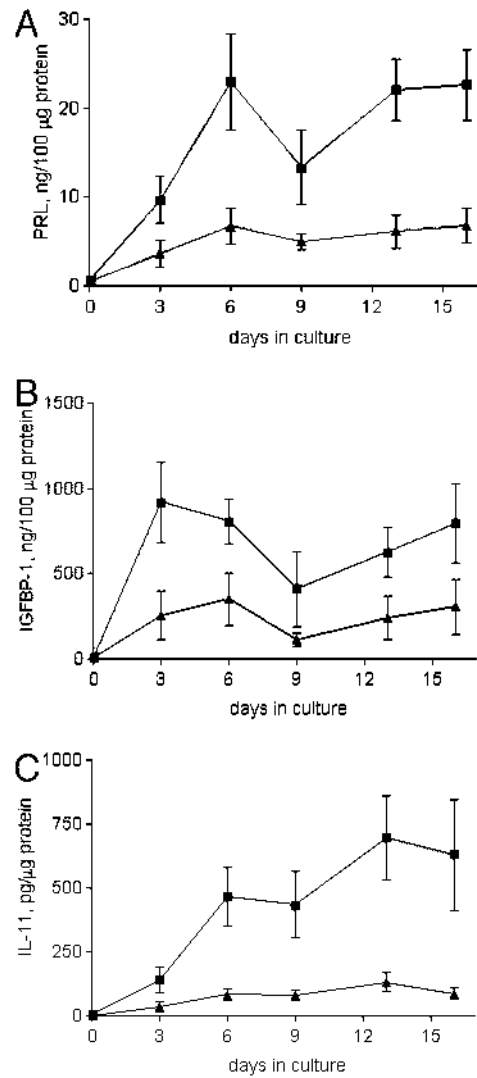 A
PRL, ng/100 µg protein
30
20
10
0
0 3 6 9 12 15
days in culture
B
IGFBP-1, ng/100 µg protein
1500
1000
500
0
0 3 6 9 12 15
days in culture
C
IL-11, pg/µg protein
1000
750
500
250
0
0 3 6 9 12 15
days in culture